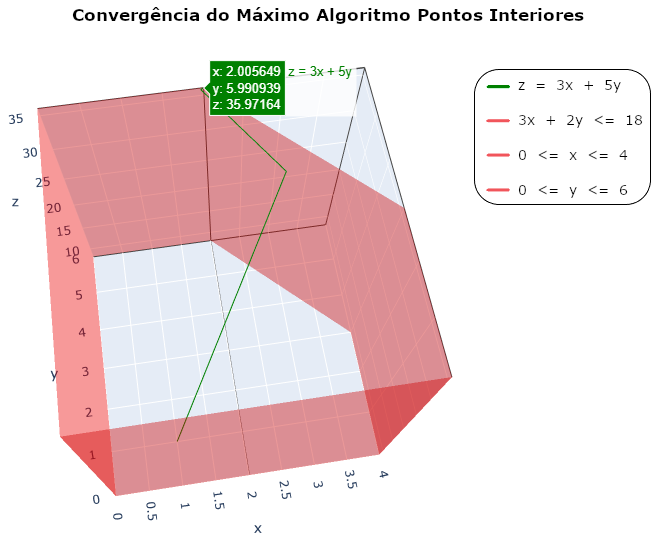 Convergência do Máximo Algoritmo Pontos Interiores
x: 2.005649
y: 5.990939
z: 35.97164
z = 3x + 5y
z = 3x + 5y
3x + 2y <= 18
0 <= x <= 4
0 <= y <= 6
35
30
25
20
15
10
z
6
5
4
3
2
1
0
y
0
0.5
1
1.5
2
2.5
3
3.5
4
x